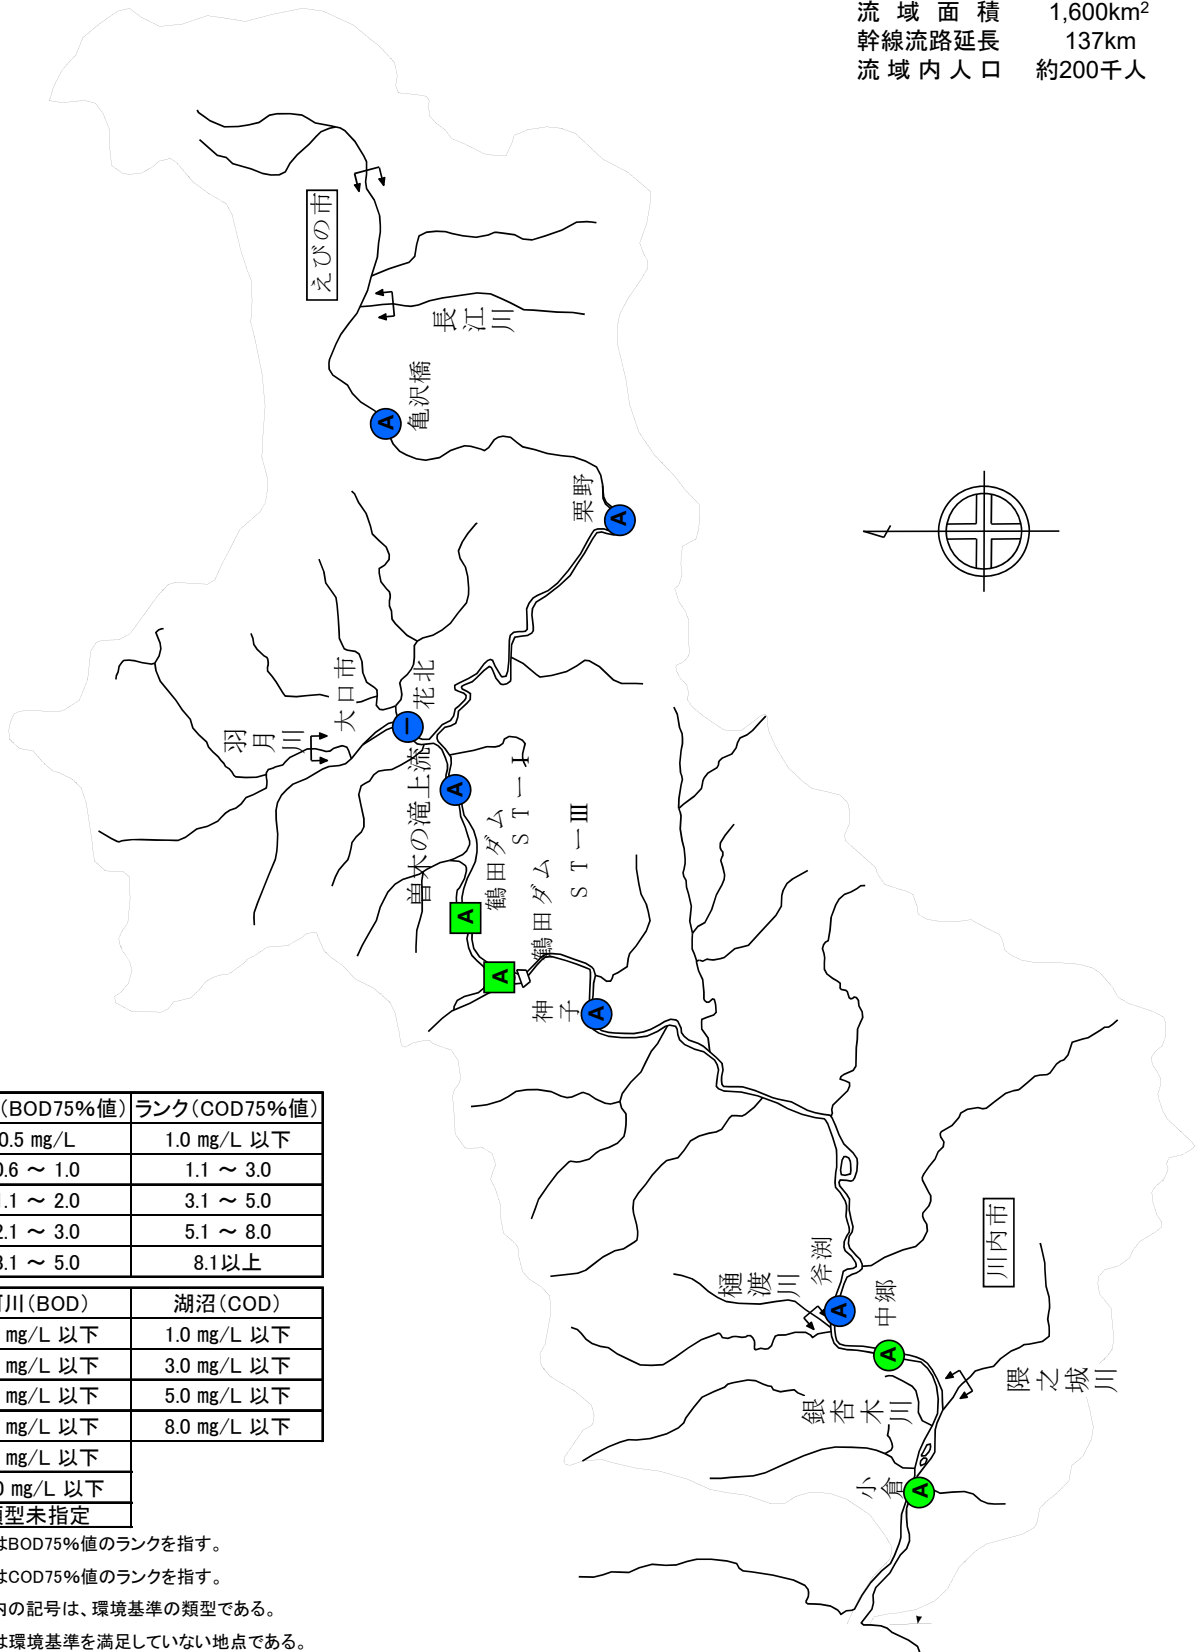 流域面積 1,600km²
幹線流路延長 137km
流域内人口 約200千人
えびの市
長江川
亀沢橋
A
栗野
A
大口市
花北
羽月川
ー
曽木の滝上流
A
鶴田ダム
STーⅠ
A
鶴田ダム
STーⅢ
A
神子
A
樋渡川
斧渕
A
中郷
A
川内市
隈之城川
銀杏木川
小倉
A
(BOD75%値) ランク(COD75%値)
0.5 mg/L 1.0 mg/L 以下
0.6 ～ 1.0 1.1 ～ 3.0
1.1 ～ 2.0 3.1 ～ 5.0
2.1 ～ 3.0 5.1 ～ 8.0
3.1 ～ 5.0 8.1以上
河川(BOD) 湖沼(COD)
mg/L 以下 1.0 mg/L 以下
mg/L 以下 3.0 mg/L 以下
mg/L 以下 5.0 mg/L 以下
mg/L 以下 8.0 mg/L 以下
mg/L 以下
0 mg/L 以下
類型未指定
はBOD75%値のランクを指す。
はCOD75%値のランクを指す。
内の記号は、環境基準の類型である。
は環境基準を満足していない地点である。